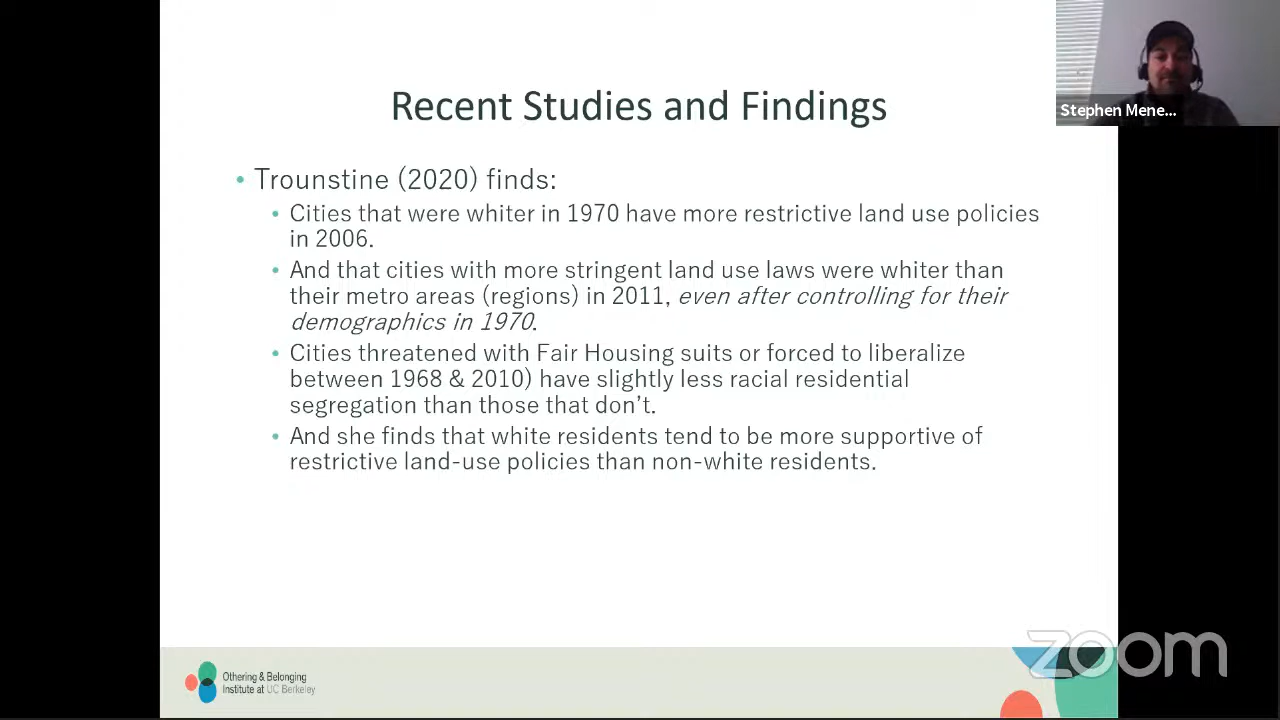 Stephen Mene...
Recent Studies and Findings
• Trounstine (2020) finds:
• Cities that were whiter in 1970 have more restrictive land use policies
in 2006.
• And that cities with more stringent land use laws were whiter than
their metro areas (regions) in 2011, even after controlling for their
demographics in 1970.
• Cities threatened with Fair Housing suits or forced to liberalize
between 1968 & 2010) have slightly less racial residential
segregation than those that don't.
• And she finds that white residents tend to be more supportive of
restrictive land-use policies than non-white residents.
Othering & Belonging
Institute at UC Berkeley
zoom